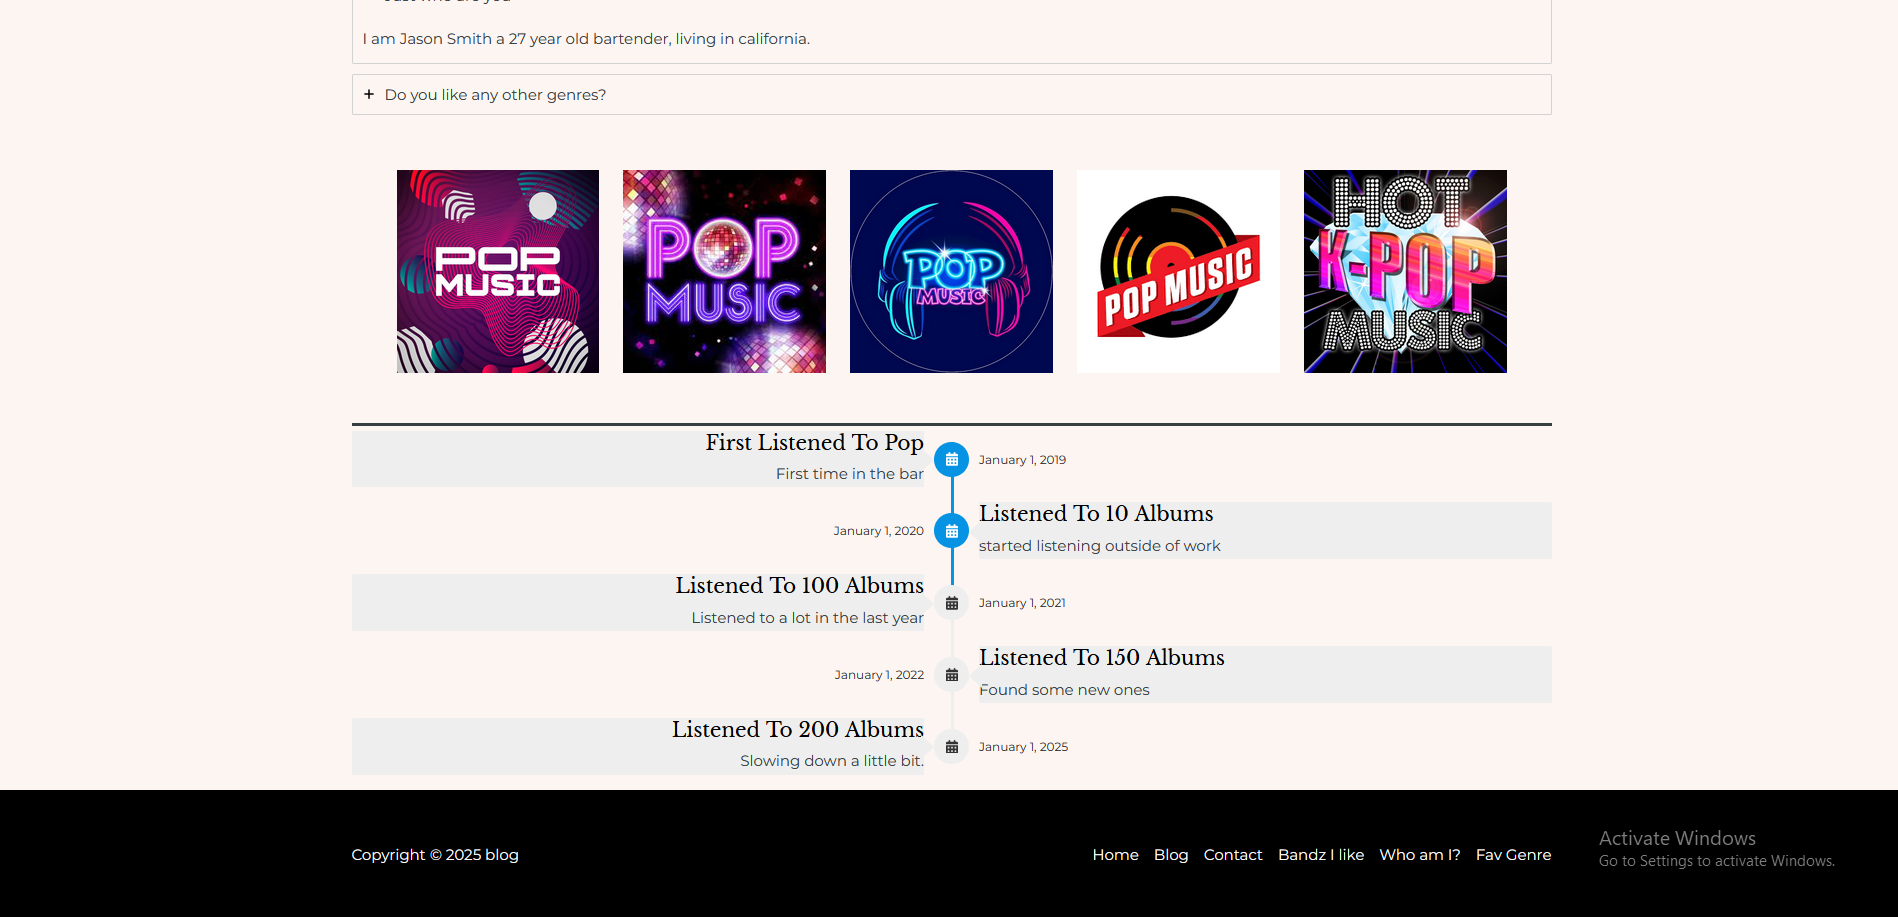 Just who are you
I am Jason Smith a 27 year old bartender, living in california.
+ Do you like any other genres?
POP
MUSIC
POP
MUSIC
POP
MUSIC
POP MUSIC
HOT
K-POP
MUSIC
First Listened To Pop
First time in the bar
January 1, 2019
January 1, 2020
Listened To 10 Albums
started listening outside of work
Listened To 100 Albums
Listened to a lot in the last year
January 1, 2021
January 1, 2022
Listened To 150 Albums
Found some new ones
Listened To 200 Albums
Slowing down a little bit.
January 1, 2025
Copyright © 2025 blog
Home Blog Contact Bandz I like Who am I? Fav Genre
Activate Windows
Go to Settings to activate Windows.